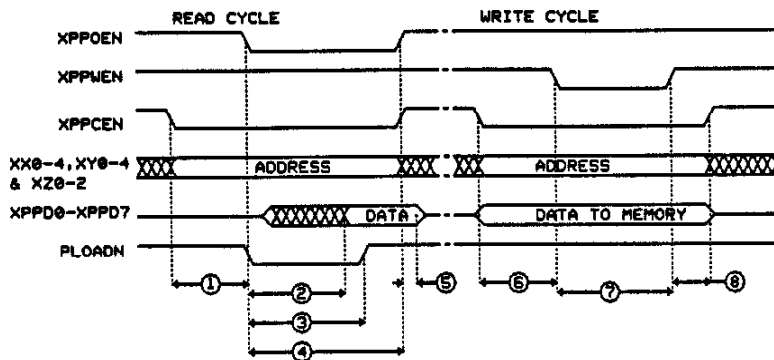 READ CYCLE WRITE CYCLE
XPPOEN
XPPWEN
XPPCEN
XX0-4,XY0-4 ADDRESS ADDRESS
& XZ0-2
XPPD0-XPPD7 DATA DATA TO MEMORY
PLOADN
1 2 5 6 7 8
3
4